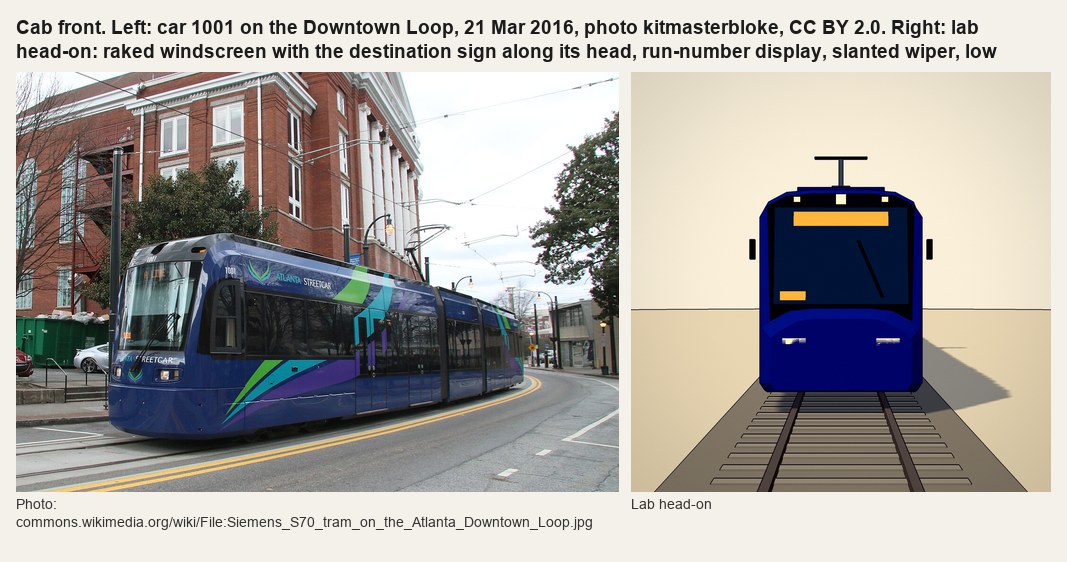 Cab front. Left: car 1001 on the Downtown Loop, 21 Mar 2016, photo kitmasterbloke, CC BY 2.0. Right: lab
head-on: raked windscreen with the destination sign along its head, run-number display, slanted wiper, low
1001
ATLANTA STREETCAR
STREETCAR
Photo:
commons.wikimedia.org/wiki/File:Siemens_S70_tram_on_the_Atlanta_Downtown_Loop.jpg
Lab head-on